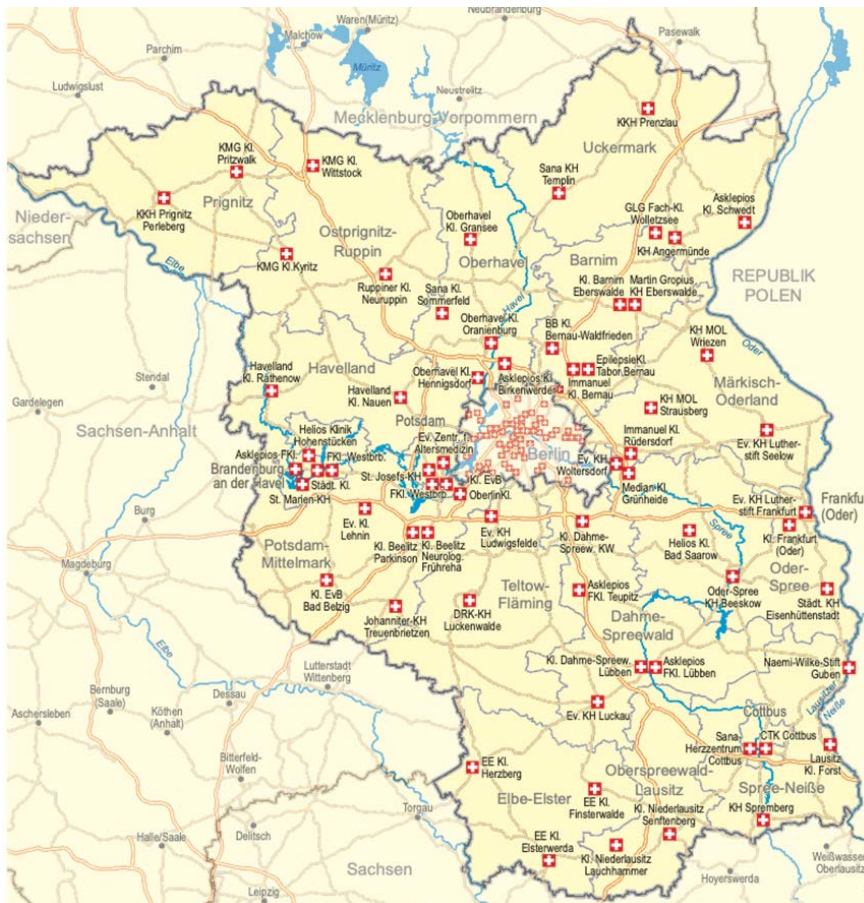 Neubrandenburg
Waren(Müritz)
Malchow
Pasewalk
Parchim
Müritz
Ludwigslust
Neustrelitz
Mecklenburg-Vorpommern
KKH Prenzlau
Uckermark
KMG Kl.
Pritzwalk
KMG Kl.
Wittstock
Sana KH
Templin
Prignitz
KKH Prignitz
Perleberg
Asklepios
Kl. Schwedt
Nieder-
sachsen
GLG Fach-Kl.
Wolletzsee
Oberhavel
Kl. Gransee
Ostprignitz-
Ruppin
KH Angermünde
Elbe
KMG Kl.Kyritz
Oberhavel
Barnim
REPUBLIK
POLEN
Ruppiner Kl.
Neuruppin
Sana Kl.
Sommerfeld
Havel
Kl. Barnim
Eberswalde
Martin Gropius
KH Eberswalde
Oberhavel Kl.
Oranienburg
BB Kl.
Bernau-Waldfrieden
KH MOL
Wriezen
Oder
Havelland
Havelland
Kl. Rathenow
Oberhavel Kl.
Hennigsdorf
Asklepios Kl.
Birkenwerder
EpilepsieKl.
Tabor Bernau
Immanuel
Kl. Bernau
Märkisch-
Oderland
Stendal
Havelland
Kl. Nauen
KH MOL
Strausberg
Gardelegen
Sachsen-Anhalt
Helios Klinik
Hohenstücken
Potsdam
Ev. Zentr. f.
Altersmedizin
Berlin
Immanuel Kl.
Rüdersdorf
Ev. KH Luther-
stift Seelow
Asklepios FKl.
FKl. Westbrb.
Ev. KH
Woltersdorf
Brandenburg
an der Havel
Städt. Kl.
St. Josefs-KH
Kl. EvB
St. Marien-KH
FKl. Westbrb.
OberlinKl.
Median-Kl.
Grünheide
Ev. KH Luther-
stift Frankfurt
Frankfurt
(Oder)
Burg
Ev. Kl.
Lehnin
Spree
Kl. Frankfurt
(Oder)
Potsdam-
Mittelmark
Kl. Beelitz
Parkinson
Kl. Beelitz
Neurolog.
Frühreha
Ev. KH
Ludwigsfelde
Kl. Dahme-
Spreew. KW
Helios Kl.
Bad Saarow
Magdeburg
Oder-
Spree
Kl. EvB
Bad Belzig
Teltow-
Fläming
Asklepios
FKl. Teupitz
Oder-Spree
KH Beeskow
Städt. KH
Eisenhüttenstadt
Johanniter-KH
Treuenbrietzen
DRK-KH
Luckenwalde
Dahme-
Spreewald
Elbe
Lutterstadt
Wittenberg
Kl. Dahme-Spreew.
Lübben
Asklepios
FKl. Lübben
Naemi-Wilke-Stift
Guben
Bernburg
(Saale)
Dessau
Aschersleben
Köthen
(Anhalt)
Ev. KH Luckau
Cottbus
Lausitzer
Neiße
Sana-
Herzzentrum
Cottbus
CTK Cottbus
Bitterfeld-
Wolfen
EE Kl.
Herzberg
Oberspreewald-
Lausitz
Lausitz
Kl. Forst
Elbe-Elster
EE Kl.
Finsterwalde
Spree-Neiße
Torgau
Kl. Niederlausitz
Senftenberg
KH Spremberg
Halle/Saale
Delitsch
EE Kl.
Elsterwerda
Kl. Niederlausitz
Lauchhammer
Sachsen
Weißwasser
Oberlausitz
Hoyerswerda
Leipzig